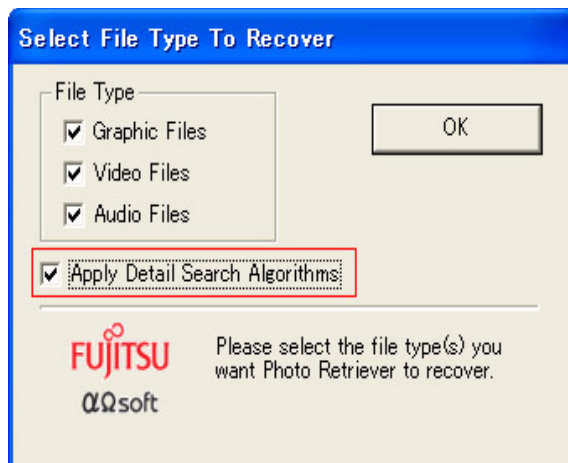 Select File Type To Recover
File Type
Graphic Files
OK
Video Files
Audio Files
Apply Detail Search Algorithms
FUJITSU
αΩsoft
Please select the file type(s) you
want Photo Retriever to recover.